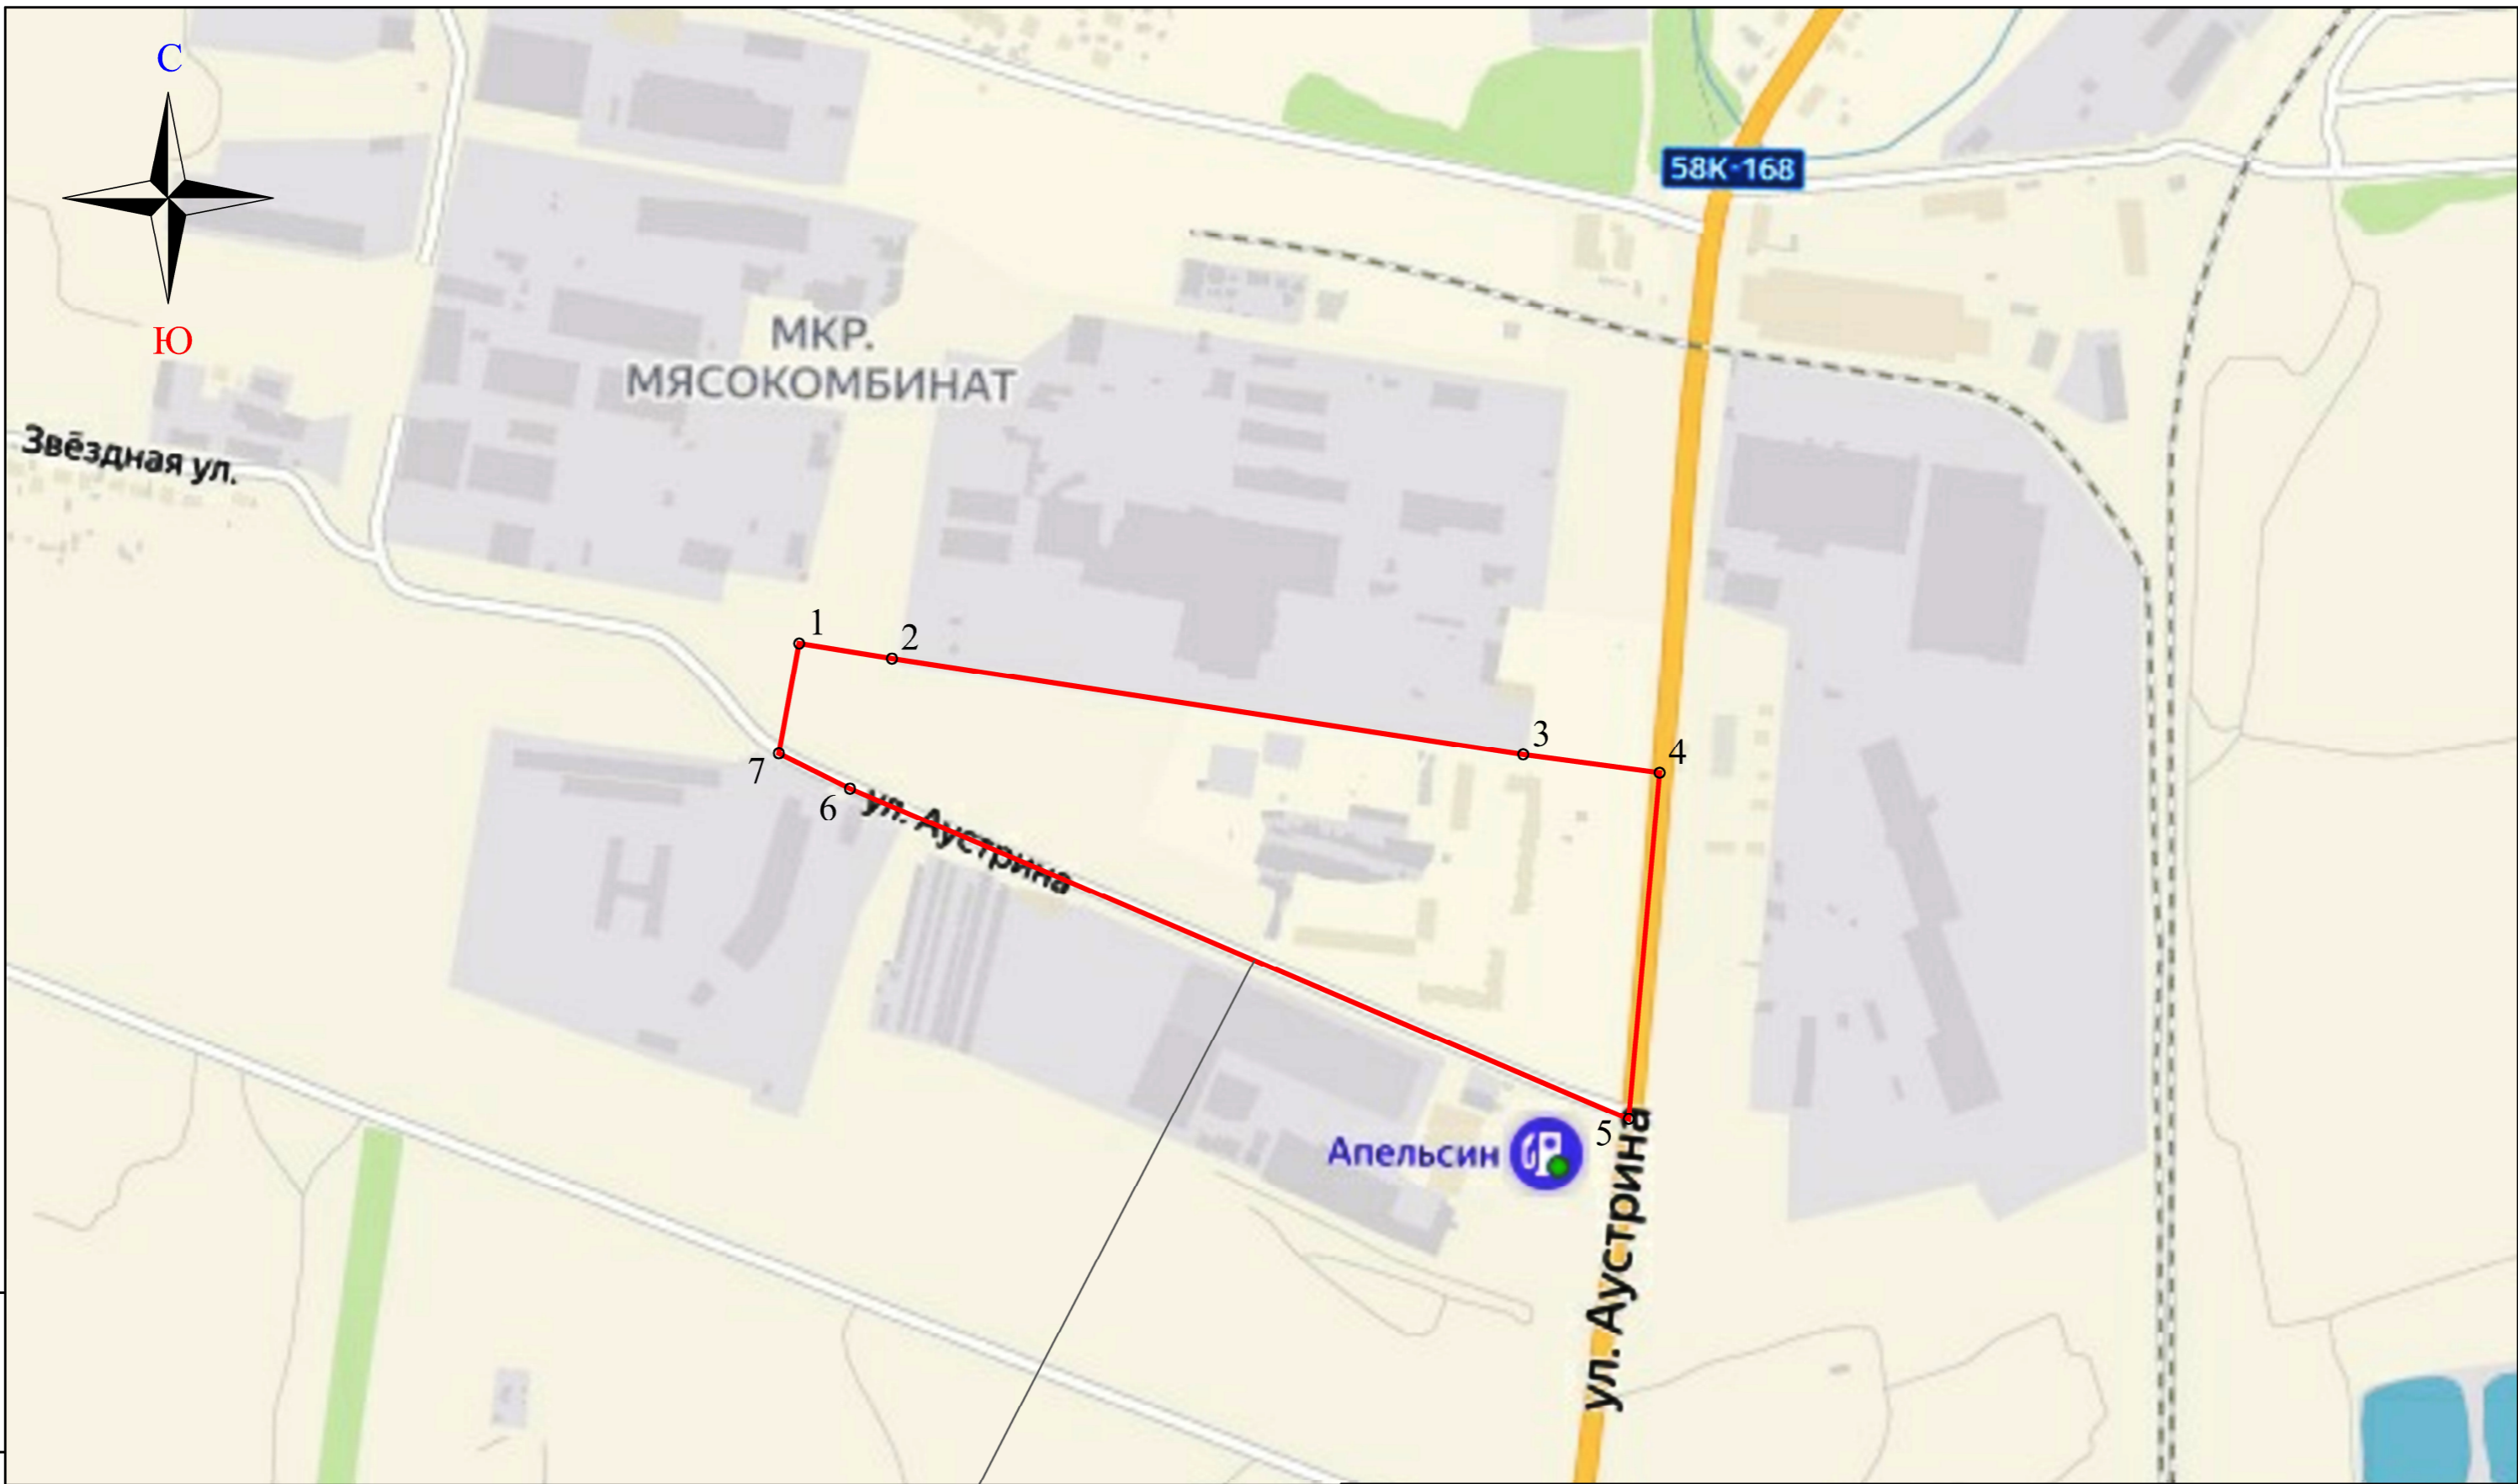 С
58К-168
Ю
МКР.
МЯСОКОМБИНАТ
Звёздная ул.
1
2
3
4
7
6
ул. Аустрина
5
Апельсин
ул. Аустрина